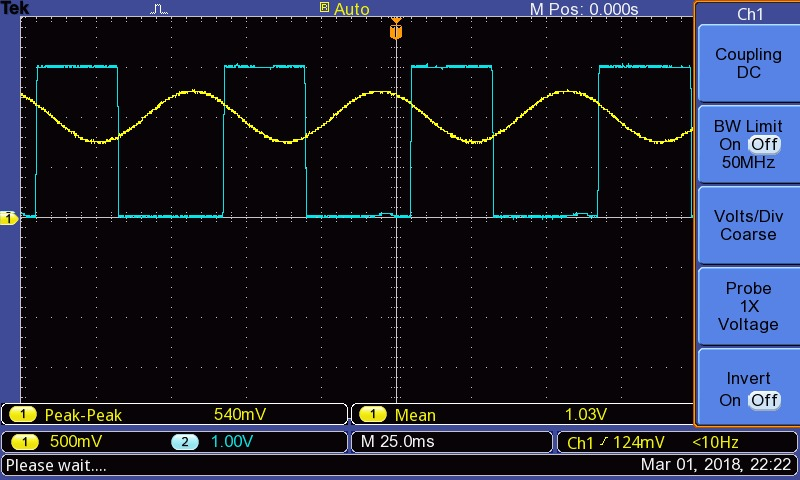 Tek R Auto M Pos: 0.000s
T
Ch1
Coupling
DC
BW Limit
On Off
50MHz
Volts/Div
Coarse
Probe
1X
Voltage
Invert
On Off
1
1 Peak-Peak 540mV 1 Mean 1.03V
1 500mV 2 1.00V M 25.0ms Ch1 124mV <10Hz
Please wait.... Mar 01, 2018, 22:22